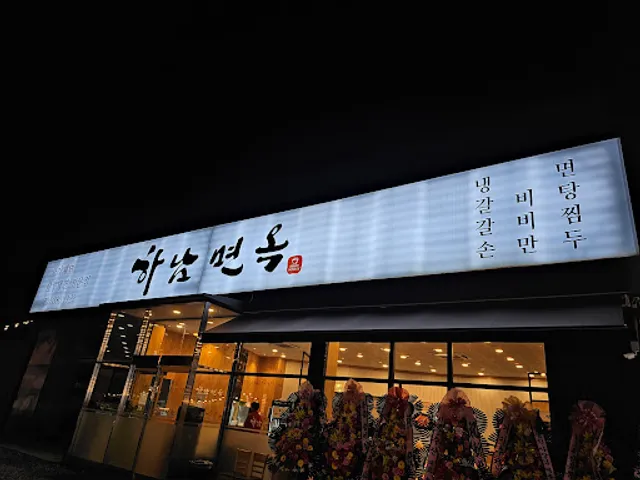 하남면옥
냉 면
갈비탕
갈비찜
손만두